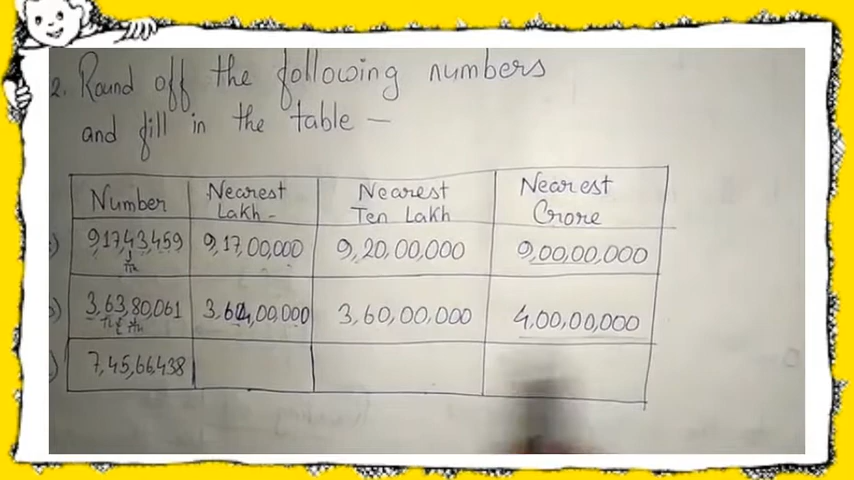 2. Round off the following numbers
and fill in the table —
Number Nearest Lakh - Nearest Ten Lakh Nearest Crore
9,17,43,459 9,17,00,000 9,20,00,000 9,00,00,000
3,63,80,061 3,64,00,000 3,60,00,000 4,00,00,000
7,45,66,438